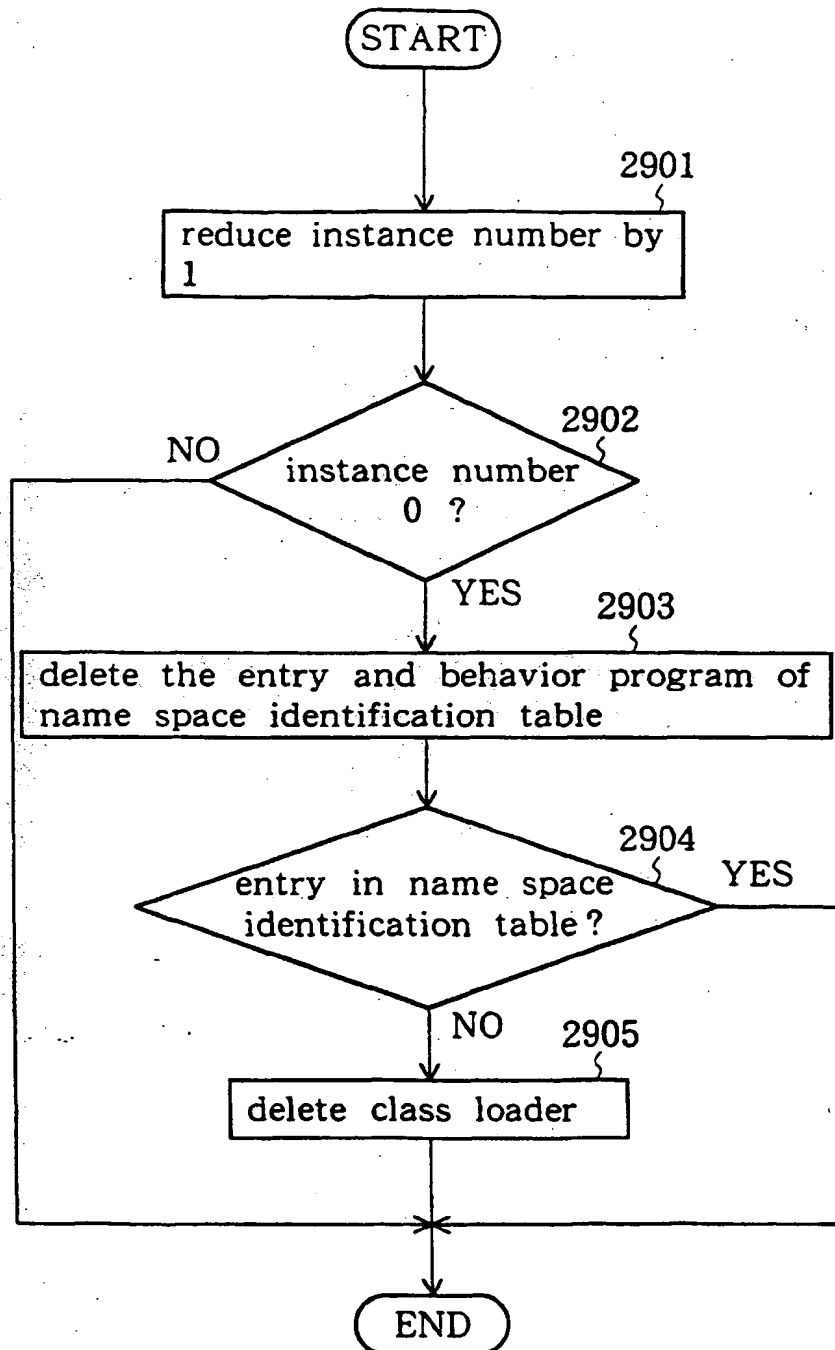 START
2901
reduce instance number by
1
2902
NO
instance number
0 ?
YES
2903
delete the entry and behavior program of
name space identification table
2904
entry in name space
identification table?
YES
NO
2905
delete class loader
END